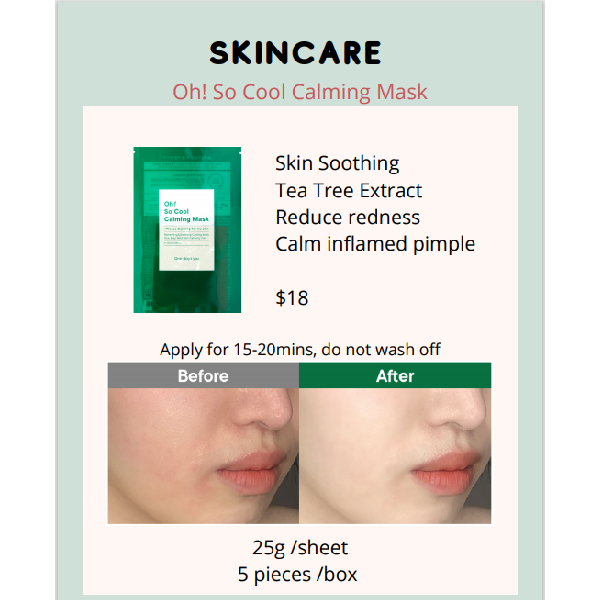 SKINCARE
Oh! So Cool Calming Mask
Oh!
So Cool
Calming Mask
Skin Soothing
Tea Tree Extract
Reduce redness
Calm inflamed pimple
$18
Apply for 15-20mins, do not wash off
Before
After
25g /sheet
5 pieces /box